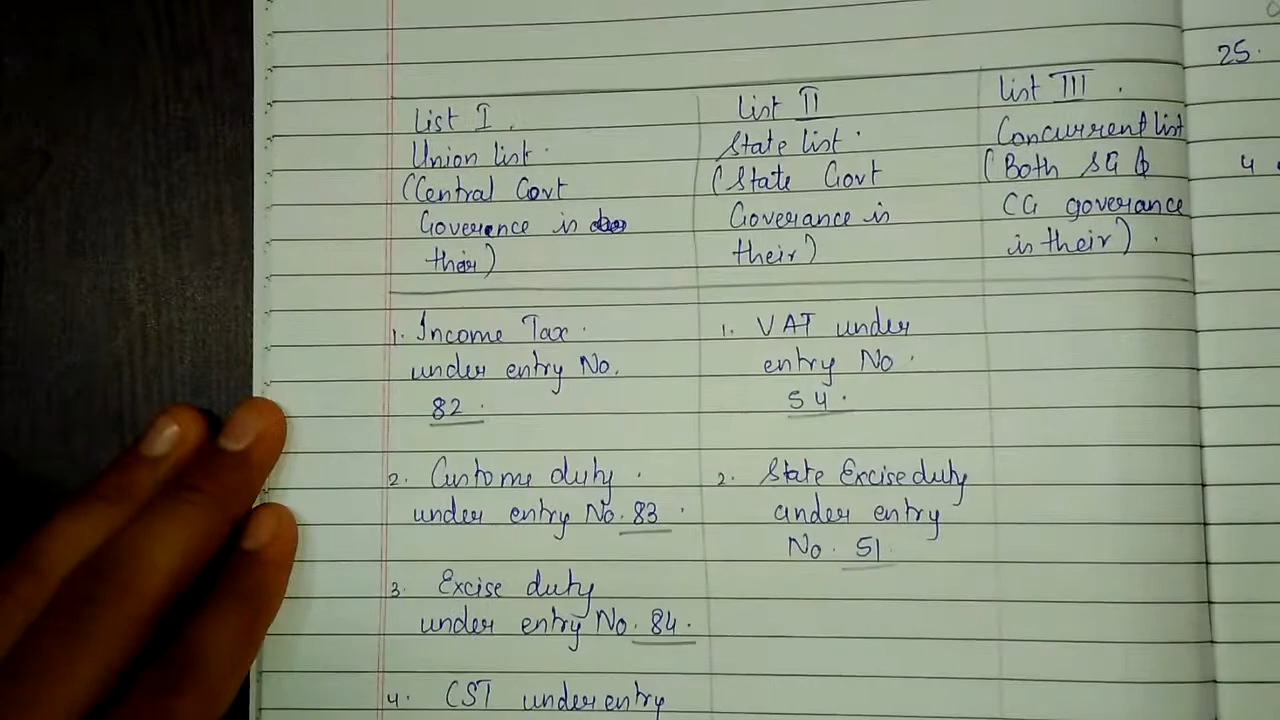 List I.
Union list.
(Central Govt
Goverence is
their)
1. Income Tax.
under entry No.
82.
2. Custome duty.
under entry No. 83.
3. Excise duty
under entry No. 84.
4. CST under entry
List II
State list.
(State Govt
Goverance is
their)
1. VAT under
entry No.
54.
2. State Excise duty
under entry
No. 51.
List III.
Concurrent list
(Both SG &
CG goverance
is their).
25.
4